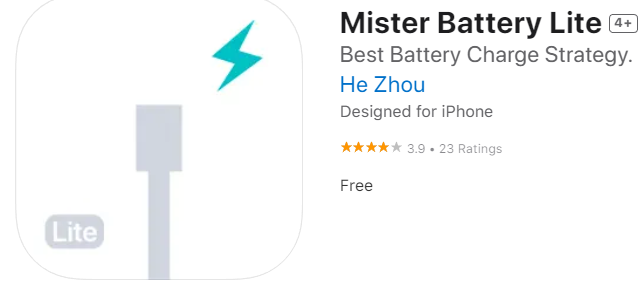 Mister Battery Lite 4+
Best Battery Charge Strategy.
He Zhou
Designed for iPhone
3.9 • 23 Ratings
Free
Lite